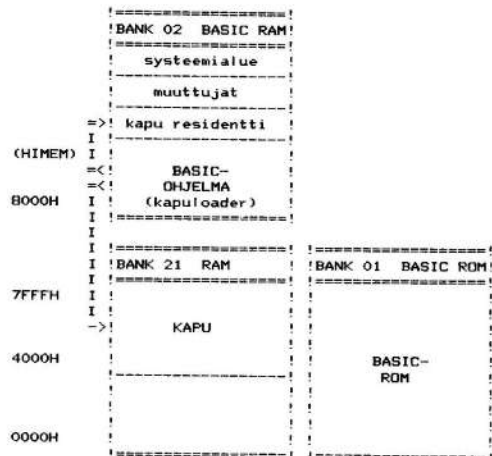 BANK 02 BASIC RAM
systeemialue
muuttujat
=> kapu residentti
(HIMEM)
=< BASIC-
=< OHJELMA
8000H (kapuloader)
BANK 21 RAM
BANK 01 BASIC ROM
7FFFH
-> KAPU
4000H
BASIC-
ROM
0000H